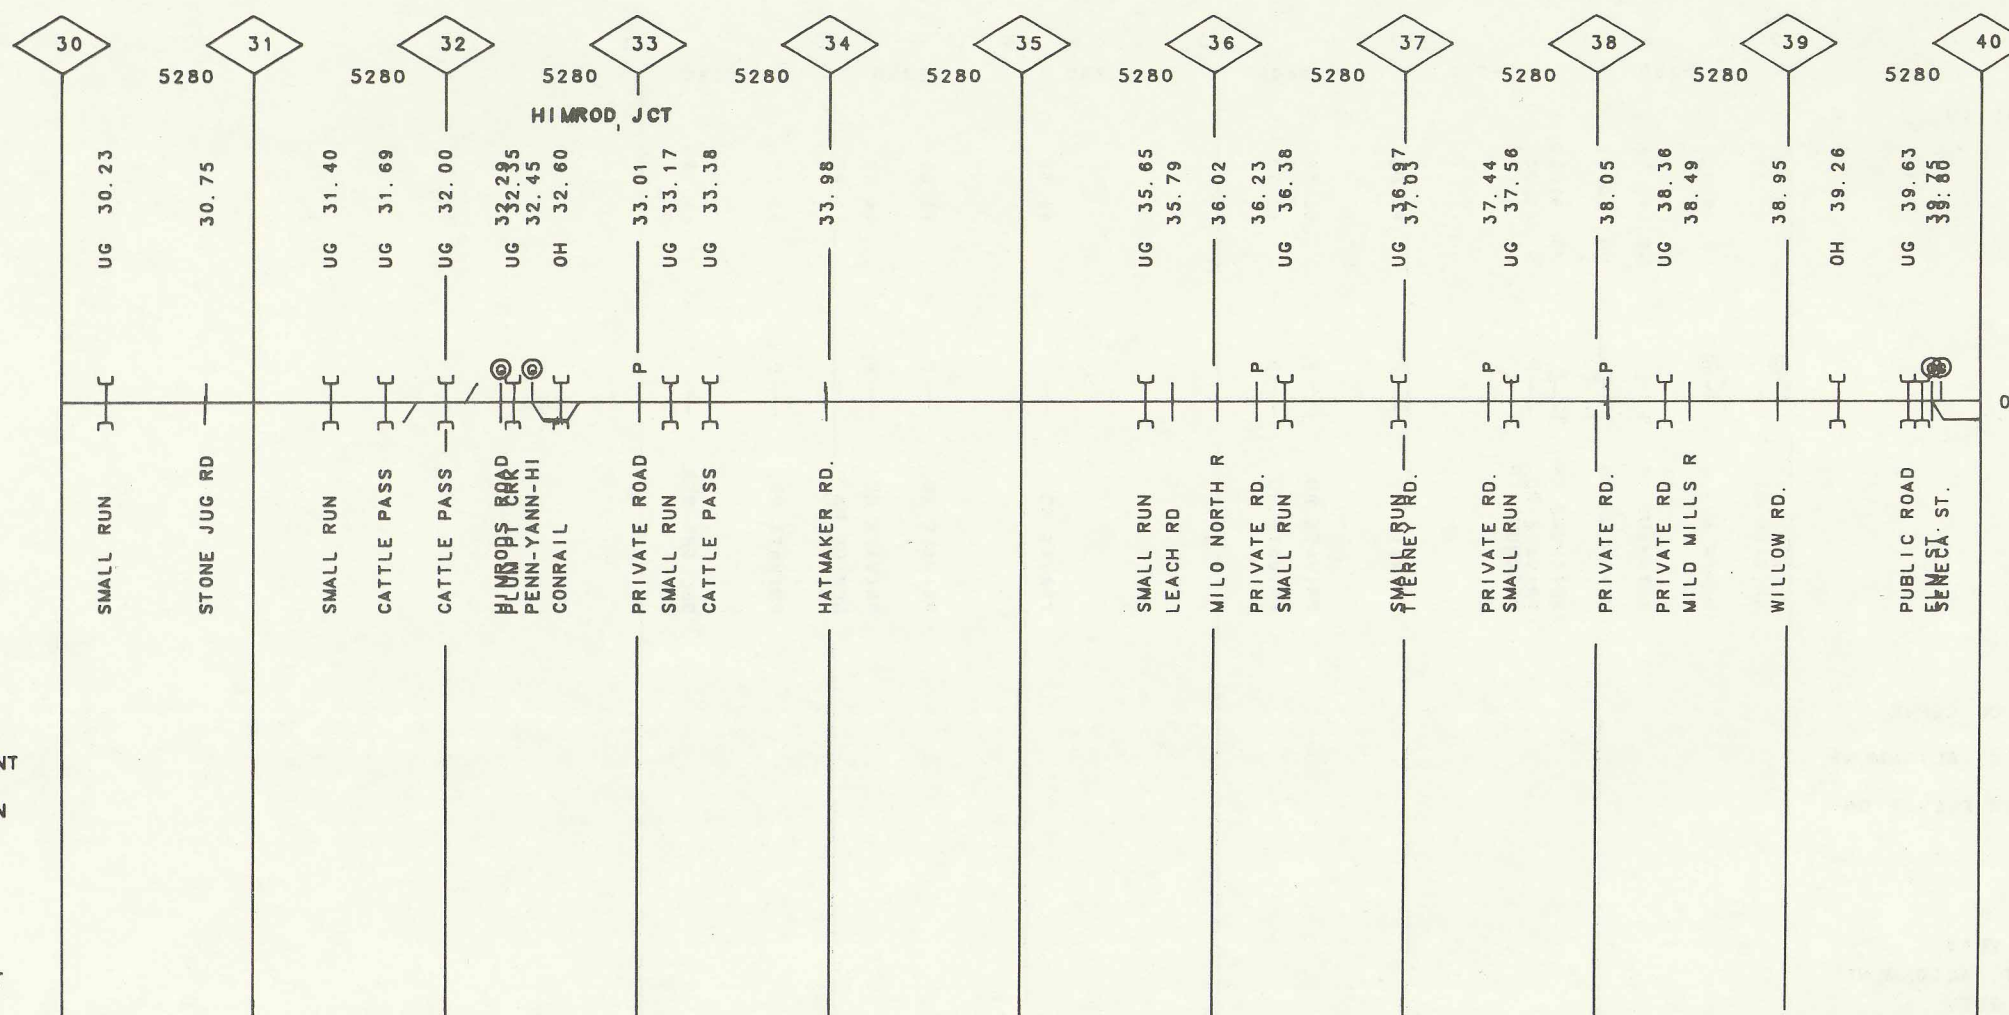 30 31 32 33 34 35 36 37 38 39 40
5280 5280 5280 5280 5280 5280 5280 5280 5280 5280
HIMROD JCT
UG 30.23
30.75
UG 31.40
UG 31.69
UG 32.00
32.29
UG 32.35
32.45
OH 32.60
33.01
UG 33.17
UG 33.38
33.98
UG 35.65
35.79
36.02
36.23
UG 36.38
UG 36.97
37.03
37.44
UG 37.56
38.05
UG 38.36
38.49
38.95
OH 39.26
UG 39.63
39.75
39.80
P P P P
0
SMALL RUN
STONE JUG RD
SMALL RUN
CATTLE PASS
CATTLE PASS
HIMRODS ROAD
PLUM PT CRK
PENN-YANN-HI
CONRAIL
PRIVATE ROAD
SMALL RUN
CATTLE PASS
HATMAKER RD.
SMALL RUN
LEACH RD
MILO NORTH R
PRIVATE RD.
SMALL RUN
SMALL RUN
TIERNEY RD.
PRIVATE RD.
SMALL RUN
PRIVATE RD.
PRIVATE RD
MILD MILLS R
WILLOW RD.
PUBLIC ROAD
ELM ST.
SENECA ST.
NT
N